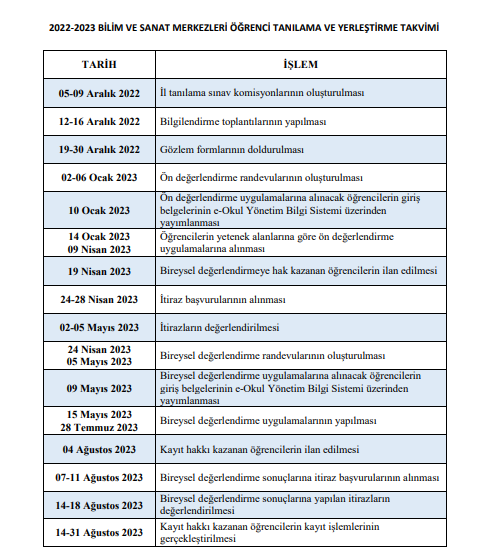 2022-2023 BİLİM VE SANAT MERKEZLERİ ÖĞRENCİ TANILAMA VE YERLEŞTİRME TAKVİMİ
TARİH İŞLEM
05-09 Aralık 2022 İl tanılama sınav komisyonlarının oluşturulması
12-16 Aralık 2022 Bilgilendirme toplantılarının yapılması
19-30 Aralık 2022 Gözlem formlarının doldurulması
02-06 Ocak 2023 Ön değerlendirme randevularının oluşturulması
10 Ocak 2023 Ön değerlendirme uygulamalarına alınacak öğrencilerin giriş
belgelerinin e-Okul Yönetim Bilgi Sistemi üzerinden
yayımlanması
14 Ocak 2023 Öğrencilerin yetenek alanlarına göre ön değerlendirme
09 Nisan 2023 uygulamalarına alınması
19 Nisan 2023 Bireysel değerlendirmeye hak kazanan öğrencilerin ilan edilmesi
24-28 Nisan 2023 İtiraz başvurularının alınması
02-05 Mayıs 2023 İtirazların değerlendirilmesi
24 Nisan 2023
05 Mayıs 2023 Bireysel değerlendirme randevularının oluşturulması
09 Mayıs 2023 Bireysel değerlendirme uygulamalarına alınacak öğrencilerin
giriş belgelerinin e-Okul Yönetim Bilgi Sistemi üzerinden
yayımlanması
15 Mayıs 2023
28 Temmuz 2023 Bireysel değerlendirme uygulamalarının yapılması
04 Ağustos 2023 Kayıt hakkı kazanan öğrencilerin ilan edilmesi
07-11 Ağustos 2023 Bireysel değerlendirme sonuçlarına itiraz başvurularının alınması
14-18 Ağustos 2023 Bireysel değerlendirme sonuçlarına yapılan itirazların
değerlendirilmesi
14-31 Ağustos 2023 Kayıt hakkı kazanan öğrencilerin kayıt işlemlerinin
gerçekleştirilmesi